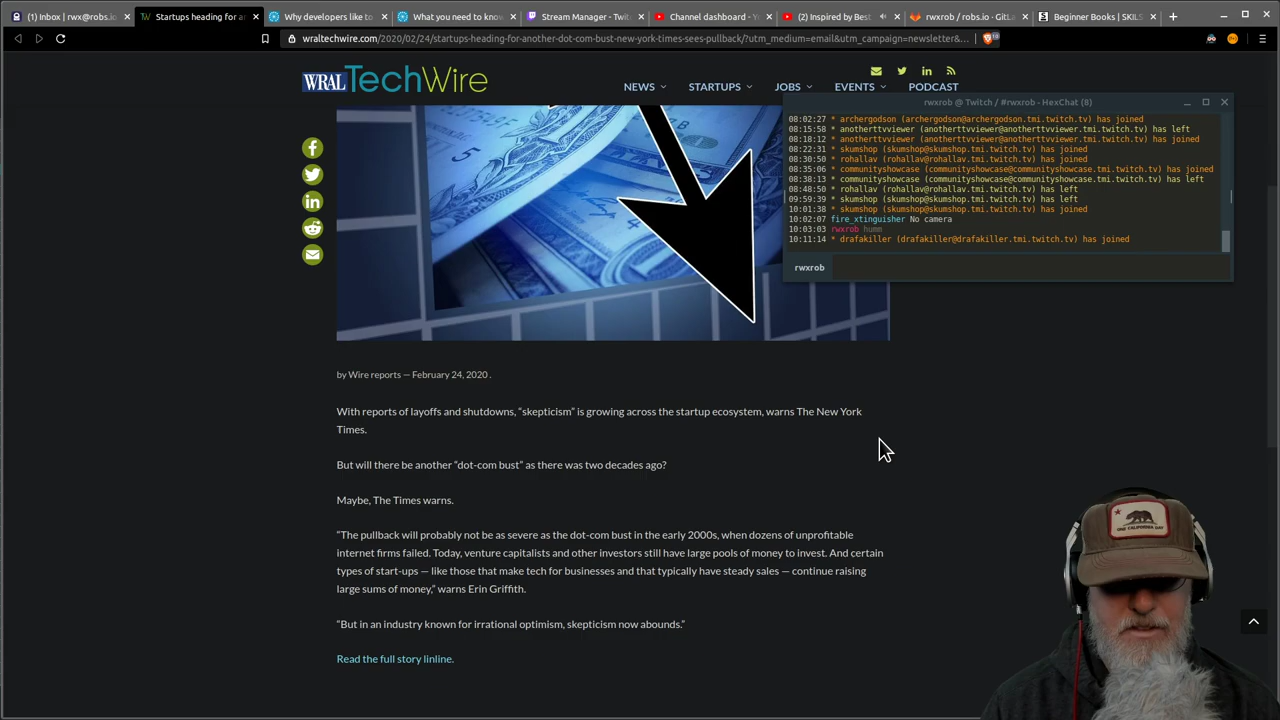 (1) Inbox | rwx@robs.io
Startups heading for a
Why developers like to
What you need to know
Stream Manager - Twit
Channel dashboard - Y
(2) Inspired by Best
rwxrob / robs.io · GitLa
Beginner Books | SKILS
wraltechwire.com/2020/02/24/startups-heading-for-another-dot-com-bust-new-york-times-sees-pullback/?utm_medium=email&utm_campaign=newsletter&…
WRAL TechWire
NEWS STARTUPS JOBS EVENTS PODCAST
rwxrob @ Twitch / #rwxrob - HexChat (8)
08:02:27 * archergodson (archergodson@archergodson.tmi.twitch.tv) has joined
08:15:58 * anotherttvviewer (anotherttvviewer@anotherttvviewer.tmi.twitch.tv) has left
08:18:12 * anotherttvviewer (anotherttvviewer@anotherttvviewer.tmi.twitch.tv) has joined
08:22:31 * skumshop (skumshop@skumshop.tmi.twitch.tv) has joined
08:30:50 * rohallav (rohallav@rohallav.tmi.twitch.tv) has joined
08:35:06 * communityshowcase (communityshowcase@communityshowcase.tmi.twitch.tv) has joined
08:38:13 * communityshowcase (communityshowcase@communityshowcase.tmi.twitch.tv) has left
08:48:50 * rohallav (rohallav@rohallav.tmi.twitch.tv) has left
09:59:39 * skumshop (skumshop@skumshop.tmi.twitch.tv) has left
10:01:38 * skumshop (skumshop@skumshop.tmi.twitch.tv) has joined
10:02:07 fire_xtinguisher No camera
10:03:03 rwxrob humm
10:11:14 * drafakiller (drafakiller@drafakiller.tmi.twitch.tv) has joined
rwxrob
by Wire reports — February 24, 2020 .
With reports of layoffs and shutdowns, “skepticism” is growing across the startup ecosystem, warns The New York
Times.
But will there be another “dot-com bust” as there was two decades ago?
Maybe, The Times warns.
“The pullback will probably not be as severe as the dot-com bust in the early 2000s, when dozens of unprofitable
internet firms failed. Today, venture capitalists and other investors still have large pools of money to invest. And certain
types of start-ups — like those that make tech for businesses and that typically have steady sales — continue raising
large sums of money,” warns Erin Griffith.
“But in an industry known for irrational optimism, skepticism now abounds.”
Read the full story linline.